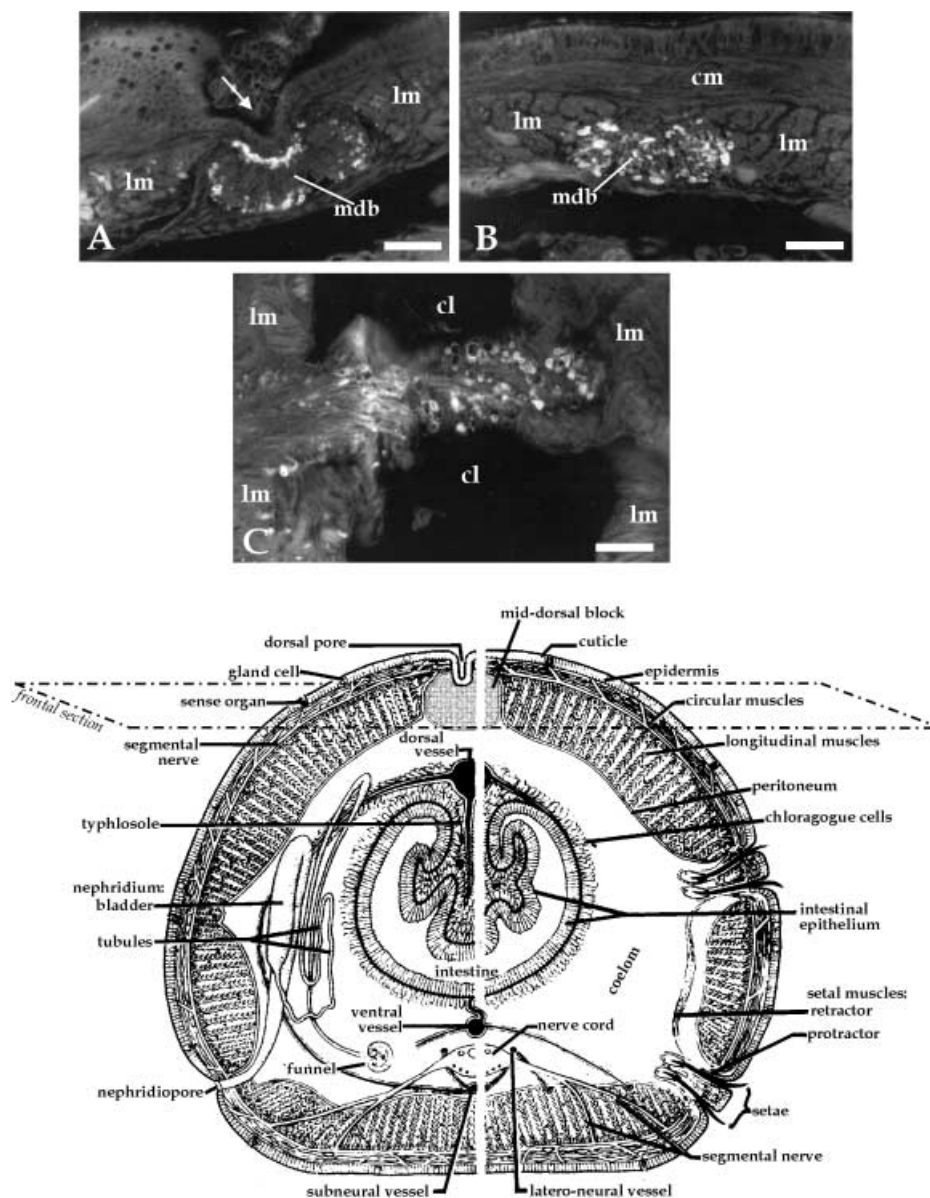 lm
lm
mdb
A
cm
lm
lm
mdb
B
cl
lm
lm
cl
lm
lm
C
mid-dorsal block
dorsal pore
cuticle
gland cell
epidermis
frontal section
sense organ
circular muscles
segmental
nerve
dorsal
vessel
longitudinal muscles
peritoneum
typhlosole
chloragogue cells
nephridium:
bladder
intestinal
epithelium
tubules
intestine
coelom
setal muscles:
retractor
ventral
vessel
nerve cord
protractor
funnel
nephridiopore
setae
segmental nerve
subneural vessel
latero-neural vessel